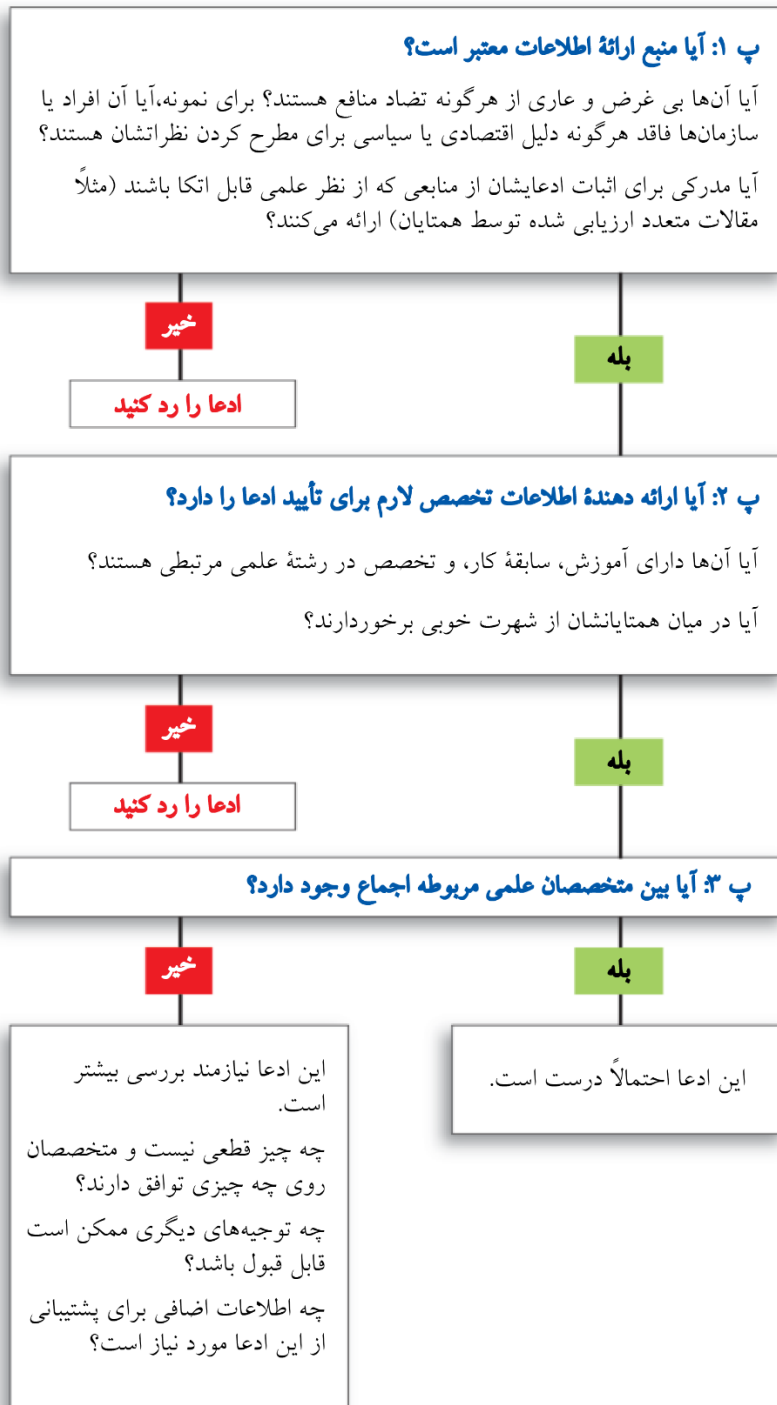 پ ۱: آیا منبع ارائۀ اطلاعات معتبر است؟
آیا آن‌ها بی غرض و عاری از هرگونه تضاد منافع هستند؟ برای نمونه،آیا آن افراد یا
سازمان‌ها فاقد هرگونه دلیل اقتصادی یا سیاسی برای مطرح کردن نظراتشان هستند؟
آیا مدرکی برای اثبات ادعایشان از منابعی که از نظر علمی قابل اتکا باشند (مثلاً
مقالات متعدد ارزیابی شده توسط همتایان) ارائه می‌کنند؟
خیر
بله
ادعا را رد کنید
پ ۲: آیا ارائه دهندۀ اطلاعات تخصص لازم برای تأیید ادعا را دارد؟
آیا آن‌ها دارای آموزش، سابقۀ کار، و تخصص در رشتۀ علمی مرتبطی هستند؟
آیا در میان همتایانشان از شهرت خوبی برخوردارند؟
خیر
بله
ادعا را رد کنید
پ ۳: آیا بین متخصصان علمی مربوطه اجماع وجود دارد؟
خیر
بله
این ادعا احتمالاً درست است.
این ادعا نیازمند بررسی بیشتر
است.
چه چیز قطعی نیست و متخصصان
روی چه چیزی توافق دارند؟
چه توجیه‌های دیگری ممکن است
قابل قبول باشد؟
چه اطلاعات اضافی برای پشتیبانی
از این ادعا مورد نیاز است؟